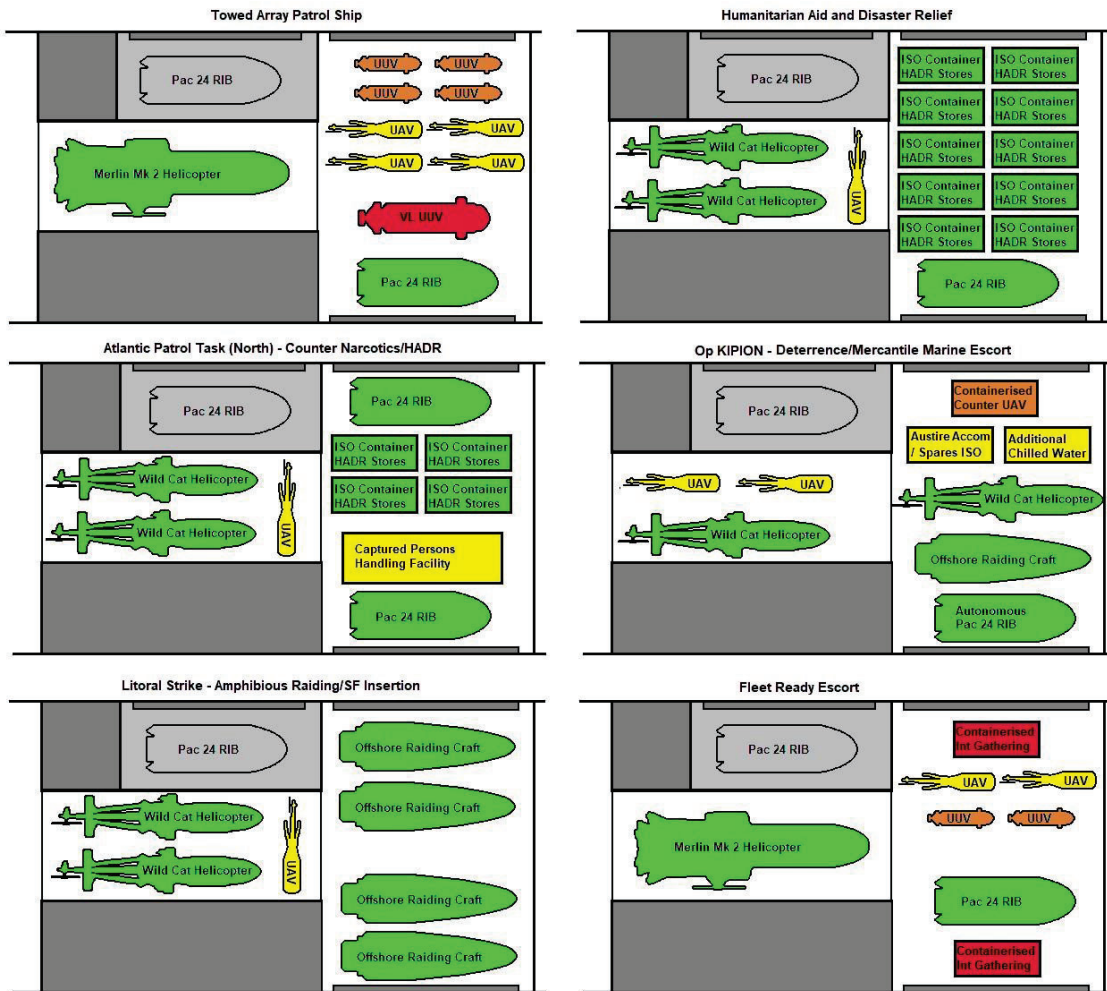 Towed Array Patrol Ship
Pac 24 RIB
UUV
UUV
UUV
UUV
UAV
UAV
UAV
UAV
Merlin Mk 2 Helicopter
VL UUV
Pac 24 RIB
Humanitarian Aid and Disaster Relief
Pac 24 RIB
Wild Cat Helicopter
Wild Cat Helicopter
UAV
ISO Container
HADR Stores
ISO Container
HADR Stores
ISO Container
HADR Stores
ISO Container
HADR Stores
ISO Container
HADR Stores
ISO Container
HADR Stores
ISO Container
HADR Stores
ISO Container
HADR Stores
ISO Container
HADR Stores
ISO Container
HADR Stores
Pac 24 RIB
Atlantic Patrol Task (North) - Counter Narcotics/HADR
Pac 24 RIB
Wild Cat Helicopter
Wild Cat Helicopter
UAV
Pac 24 RIB
ISO Container
HADR Stores
ISO Container
HADR Stores
ISO Container
HADR Stores
ISO Container
HADR Stores
Captured Persons
Handling Facility
Pac 24 RIB
Op KIPION - Deterrence/Mercantile Marine Escort
Pac 24 RIB
UAV
UAV
Wild Cat Helicopter
Containerised
Counter UAV
Austire Accom
/ Spares ISO
Additional
Chilled Water
Wild Cat Helicopter
Offshore Raiding Craft
Autonomous
Pac 24 RIB
Litoral Strike - Amphibious Raiding/SF Insertion
Pac 24 RIB
Wild Cat Helicopter
Wild Cat Helicopter
UAV
Offshore Raiding Craft
Offshore Raiding Craft
Offshore Raiding Craft
Offshore Raiding Craft
Fleet Ready Escort
Pac 24 RIB
Merlin Mk 2 Helicopter
Containerised
Int Gathering
UAV
UAV
UUV
UUV
Pac 24 RIB
Containerised
Int Gathering